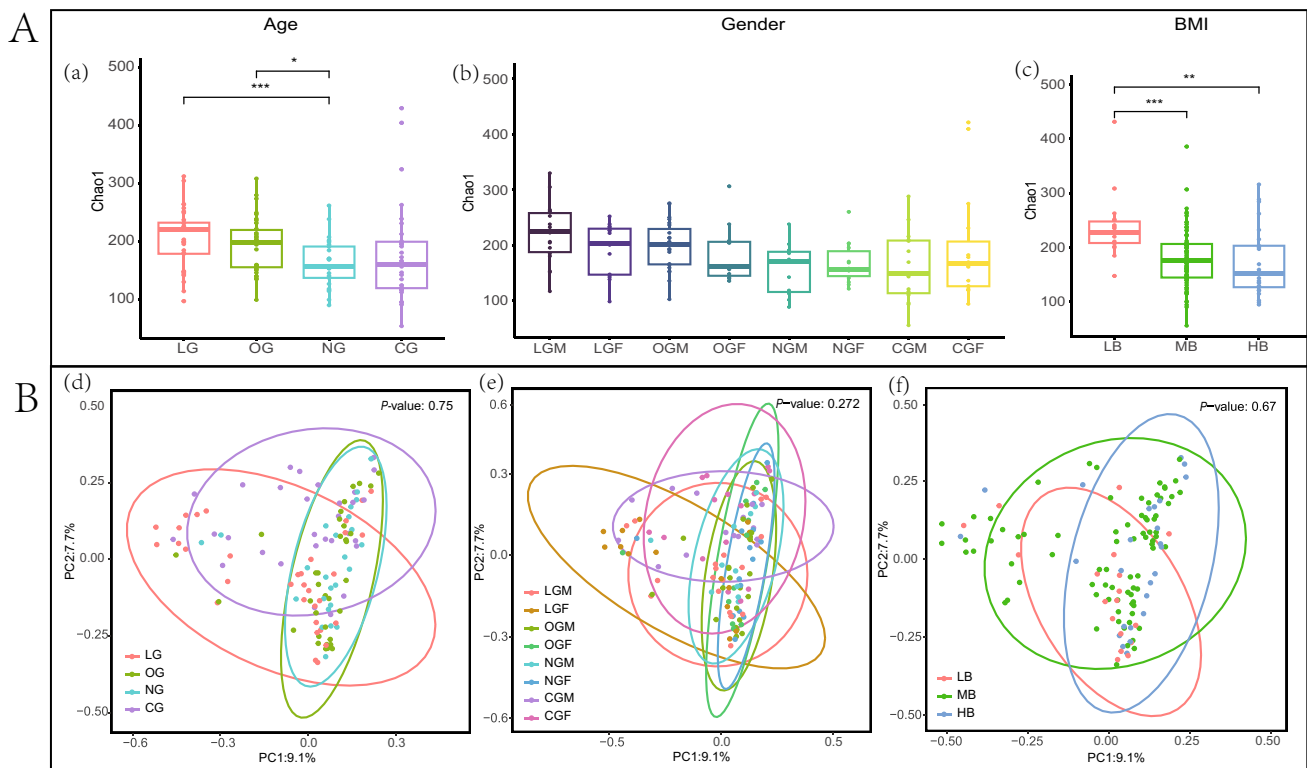 A
Age
Gender
BMI
(a)
500
400
300
200
100
Chao1
*
***
LG OG NG CG
(b)
500
400
300
200
100
Chao1
LGM LGF OGM OGF NGM NGF CGM CGF
(c)
500
400
300
200
100
Chao1
**
***
LB MB HB
B
(d)
P-value: 0.75
0.50
0.25
0.00
−0.25
−0.50
PC2:7.7%
LG
OG
NG
CG
−0.6 −0.3 0.0 0.3
PC1:9.1%
(e)
P−value: 0.272
0.6
0.3
0.0
−0.3
−0.6
PC2:7.7%
LGM
LGF
OGM
OGF
NGM
NGF
CGM
CGF
−0.5 0.0 0.5
PC1:9.1%
(f)
P−value: 0.67
0.50
0.25
0.00
−0.25
−0.50
PC2:7.7%
LB
MB
HB
−0.50 −0.25 0.00 0.25 0.50
PC1:9.1%